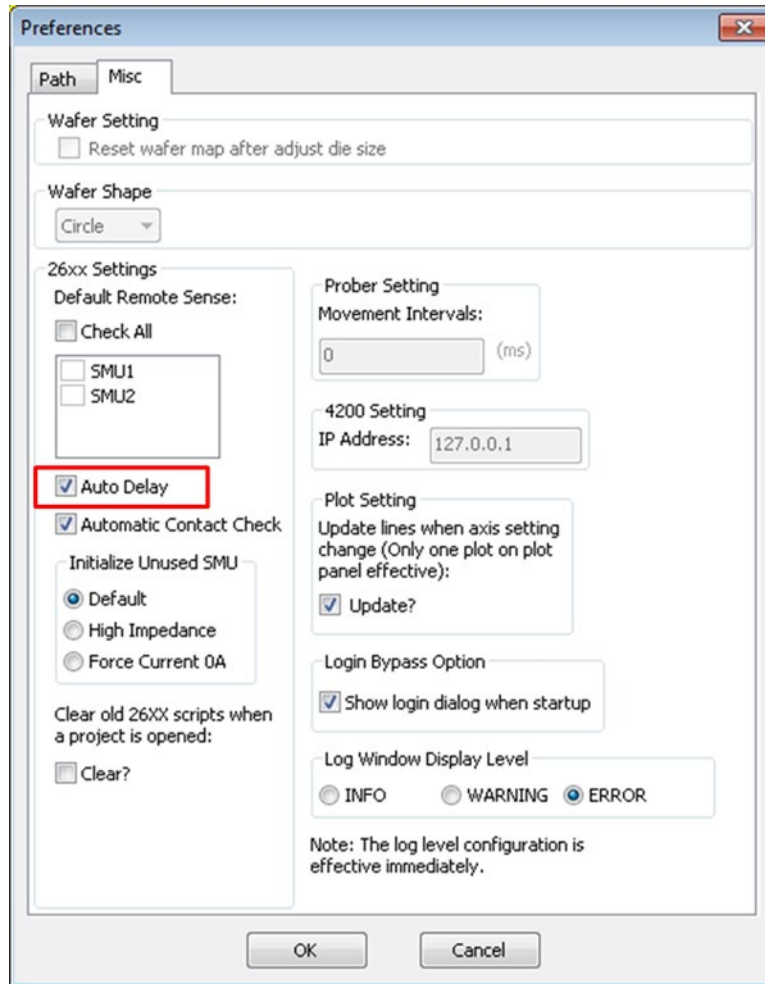 Preferences
Path
Misc
Wafer Setting
Reset wafer map after adjust die size
Wafer Shape
Circle
26xx Settings
Default Remote Sense:
Check All
SMU1
SMU2
Auto Delay
Automatic Contact Check
Initialize Unused SMU
Default
High Impedance
Force Current 0A
Clear old 26XX scripts when
a project is opened:
Clear?
Prober Setting
Movement Intervals:
0
(ms)
4200 Setting
IP Address:
127.0.0.1
Plot Setting
Update lines when axis setting
change (Only one plot on plot
panel effective):
Update?
Login Bypass Option
Show login dialog when startup
Log Window Display Level
INFO
WARNING
ERROR
Note: The log level configuration is
effective immediately.
OK
Cancel